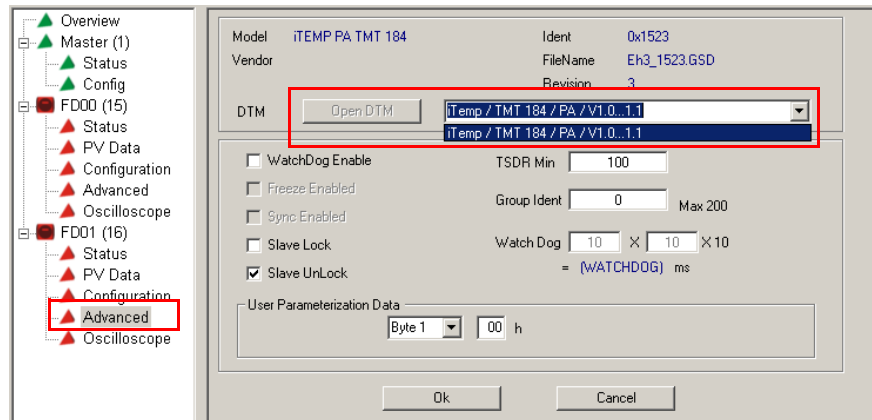 Overview
Master (1)
Status
Config
FD00 (15)
Status
PV Data
Configuration
Advanced
Oscilloscope
FD01 (16)
Status
PV Data
Configuration
Advanced
Oscilloscope
Model iTEMP PA TMT 184 Ident 0x1523
Vendor FileName Eh3_1523.GSD
Revision 3
DTM Open DTM iTemp / TMT 184 / PA / V1.0...1.1
iTemp / TMT 184 / PA / V1.0...1.1
WatchDog Enable TSDR Min 100
Freeze Enabled
Group Ident 0 Max 200
Sync Enabled
Slave Lock Watch Dog 10 X 10 X 10
Slave UnLock = (WATCHDOG) ms
User Parameterization Data
Byte 1 00 h
Ok Cancel